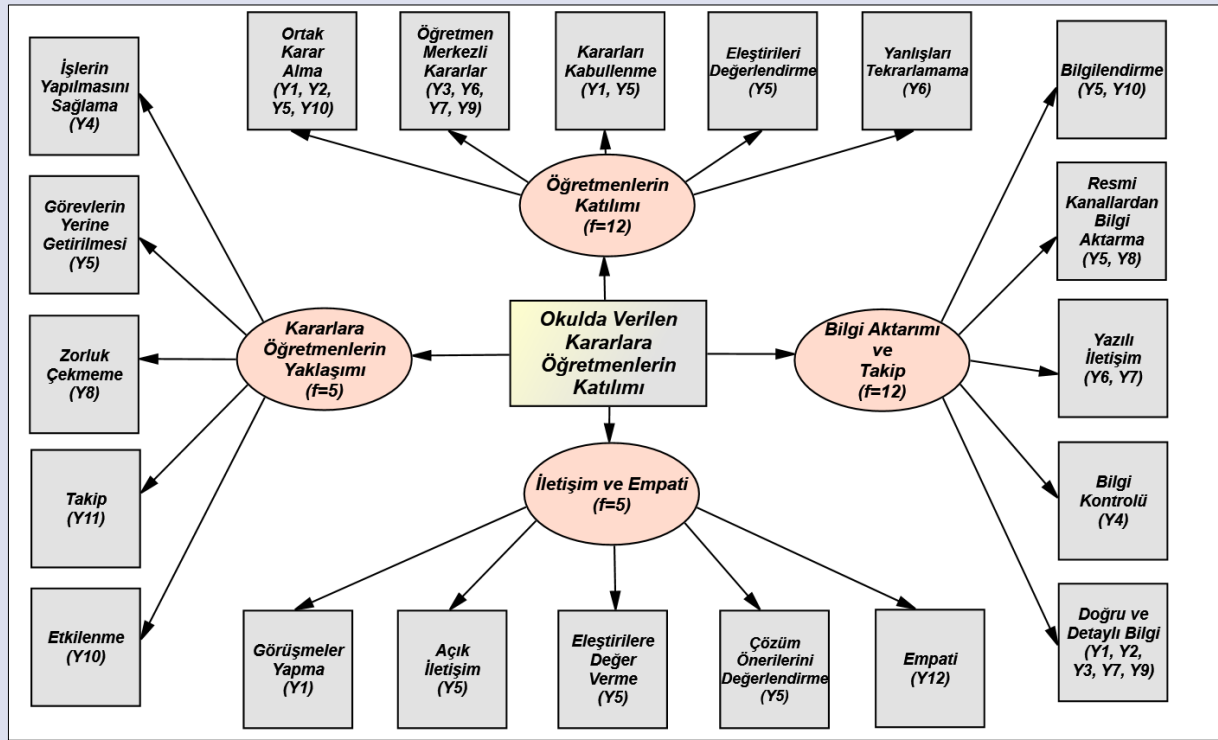 Ortak
Karar
Alma
(Y1, Y2,
Y5, Y10)
Öğretmen
Merkezli
Kararlar
(Y3, Y6,
Y7, Y9)
Kararları
Kabullenme
(Y1, Y5)
Eleştirileri
Değerlendirme
(Y5)
Yanlışları
Tekrarlamama
(Y6)
Öğretmenlerin
Katılımı
(f=12)
İşlerin
Yapılmasını
Sağlama
(Y4)
Görevlerin
Yerine
Getirilmesi
(Y5)
Zorluk
Çekmeme
(Y8)
Takip
(Y11)
Etkilenme
(Y10)
Kararlara
Öğretmenlerin
Yaklaşımı
(f=5)
Okulda Verilen
Kararlara
Öğretmenlerin
Katılımı
Bilgi Aktarımı
ve
Takip
(f=12)
Bilgilendirme
(Y5, Y10)
Resmi
Kanallardan
Bilgi
Aktarma
(Y5, Y8)
Yazılı
İletişim
(Y6, Y7)
Bilgi
Kontrolü
(Y4)
Doğru ve
Detaylı Bilgi
(Y1, Y2,
Y3, Y7, Y9)
İletişim ve Empati
(f=5)
Görüşmeler
Yapma
(Y1)
Açık
İletişim
(Y5)
Eleştirilere
Değer
Verme
(Y5)
Çözüm
Önerilerini
Değerlendirme
(Y5)
Empati
(Y12)